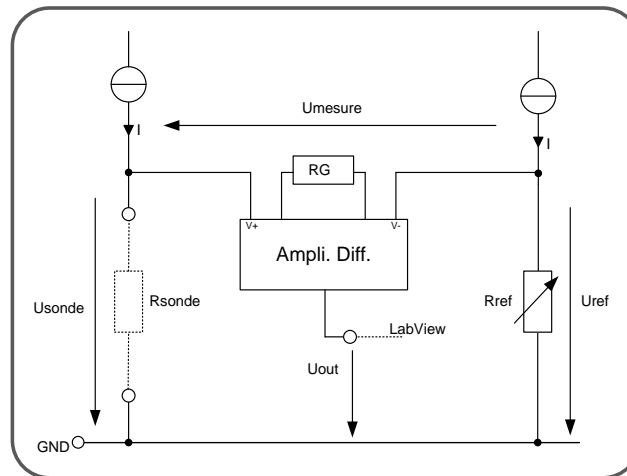 Umesure
I
I
RG
V+
V-
Ampli. Diff.
Usonde
Rsonde
Rref
Uref
LabView
Uout
GND